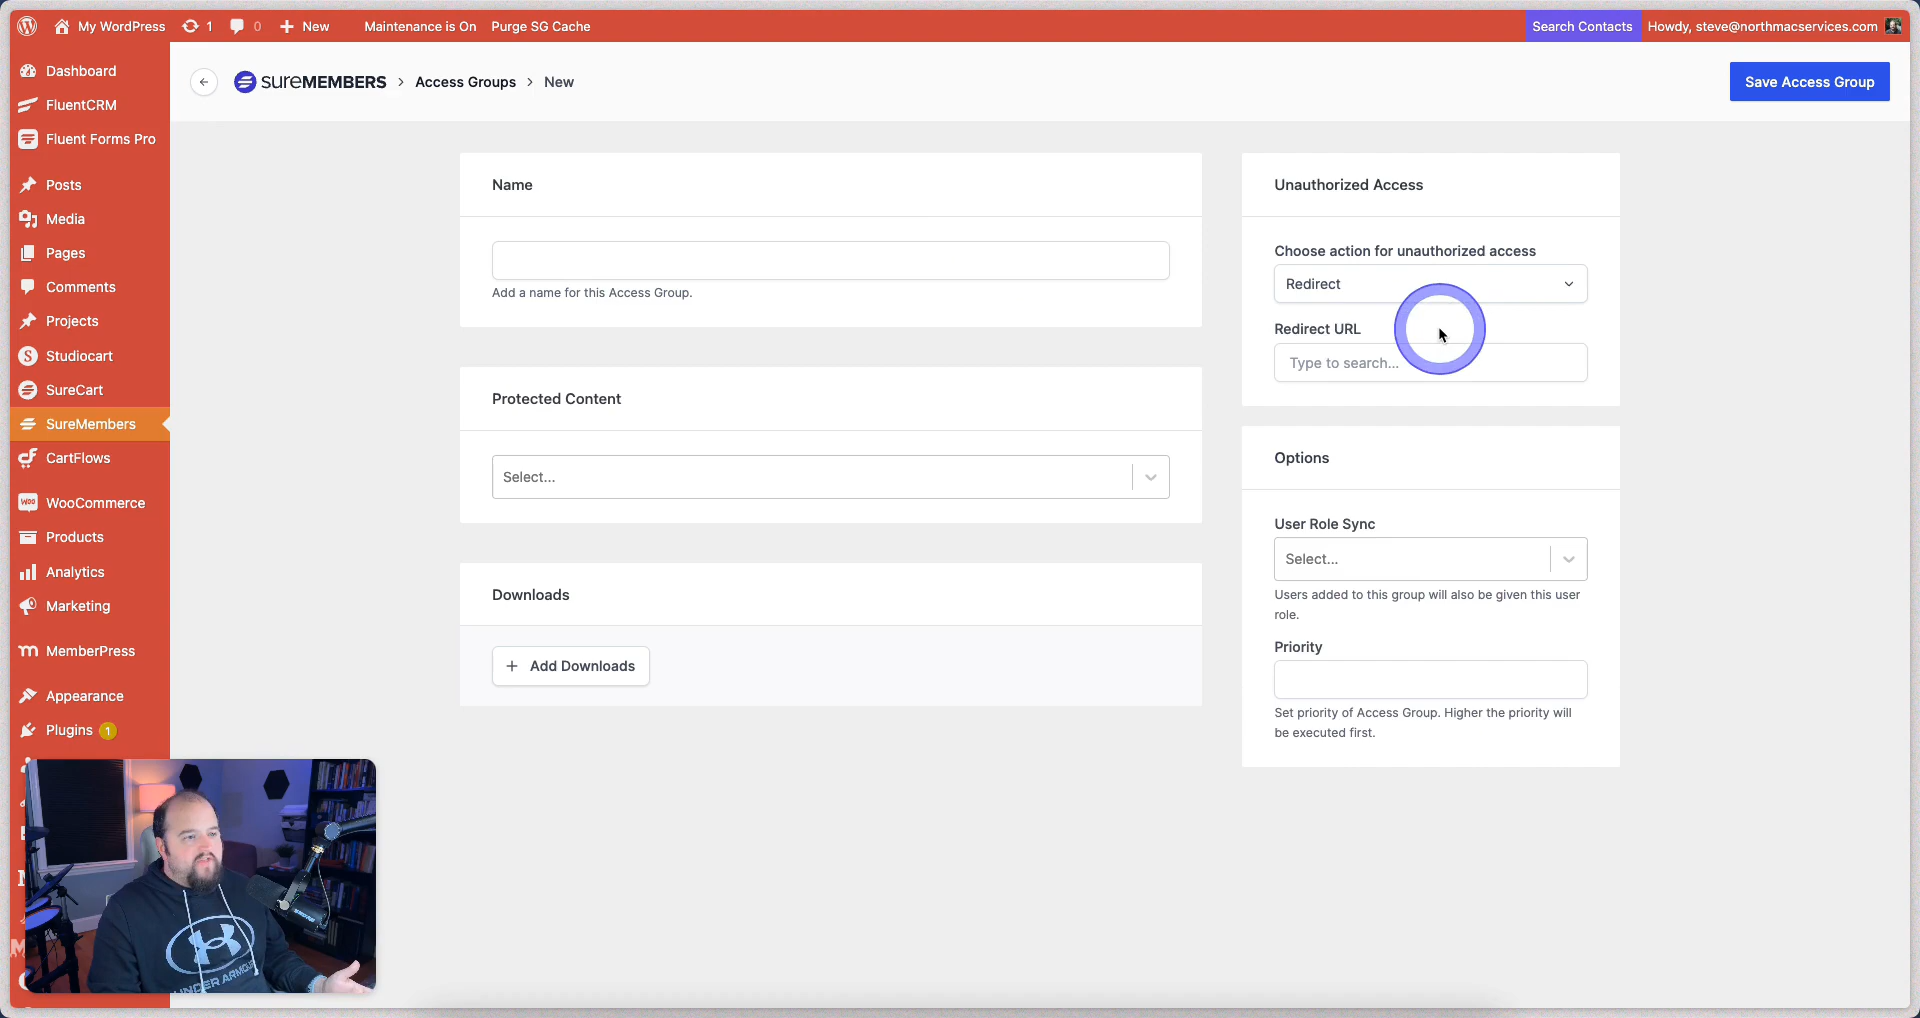 My WordPress
1
0
New
Maintenance is On
Purge SG Cache
Search Contacts
Howdy, steve@northmacservices.com
Dashboard
FluentCRM
Fluent Forms Pro
Posts
Media
Pages
Comments
Projects
Studiocart
SureCart
SureMembers
CartFlows
WooCommerce
Products
Analytics
Marketing
MemberPress
Appearance
Plugins 1
sureMEMBERS > Access Groups > New
Save Access Group
Name
Add a name for this Access Group.
Protected Content
Select...
Downloads
+ Add Downloads
Unauthorized Access
Choose action for unauthorized access
Redirect
Redirect URL
Type to search...
Options
User Role Sync
Select...
Users added to this group will also be given this user
role.
Priority
Set priority of Access Group. Higher the priority will
be executed first.
UNDER ARMOUR